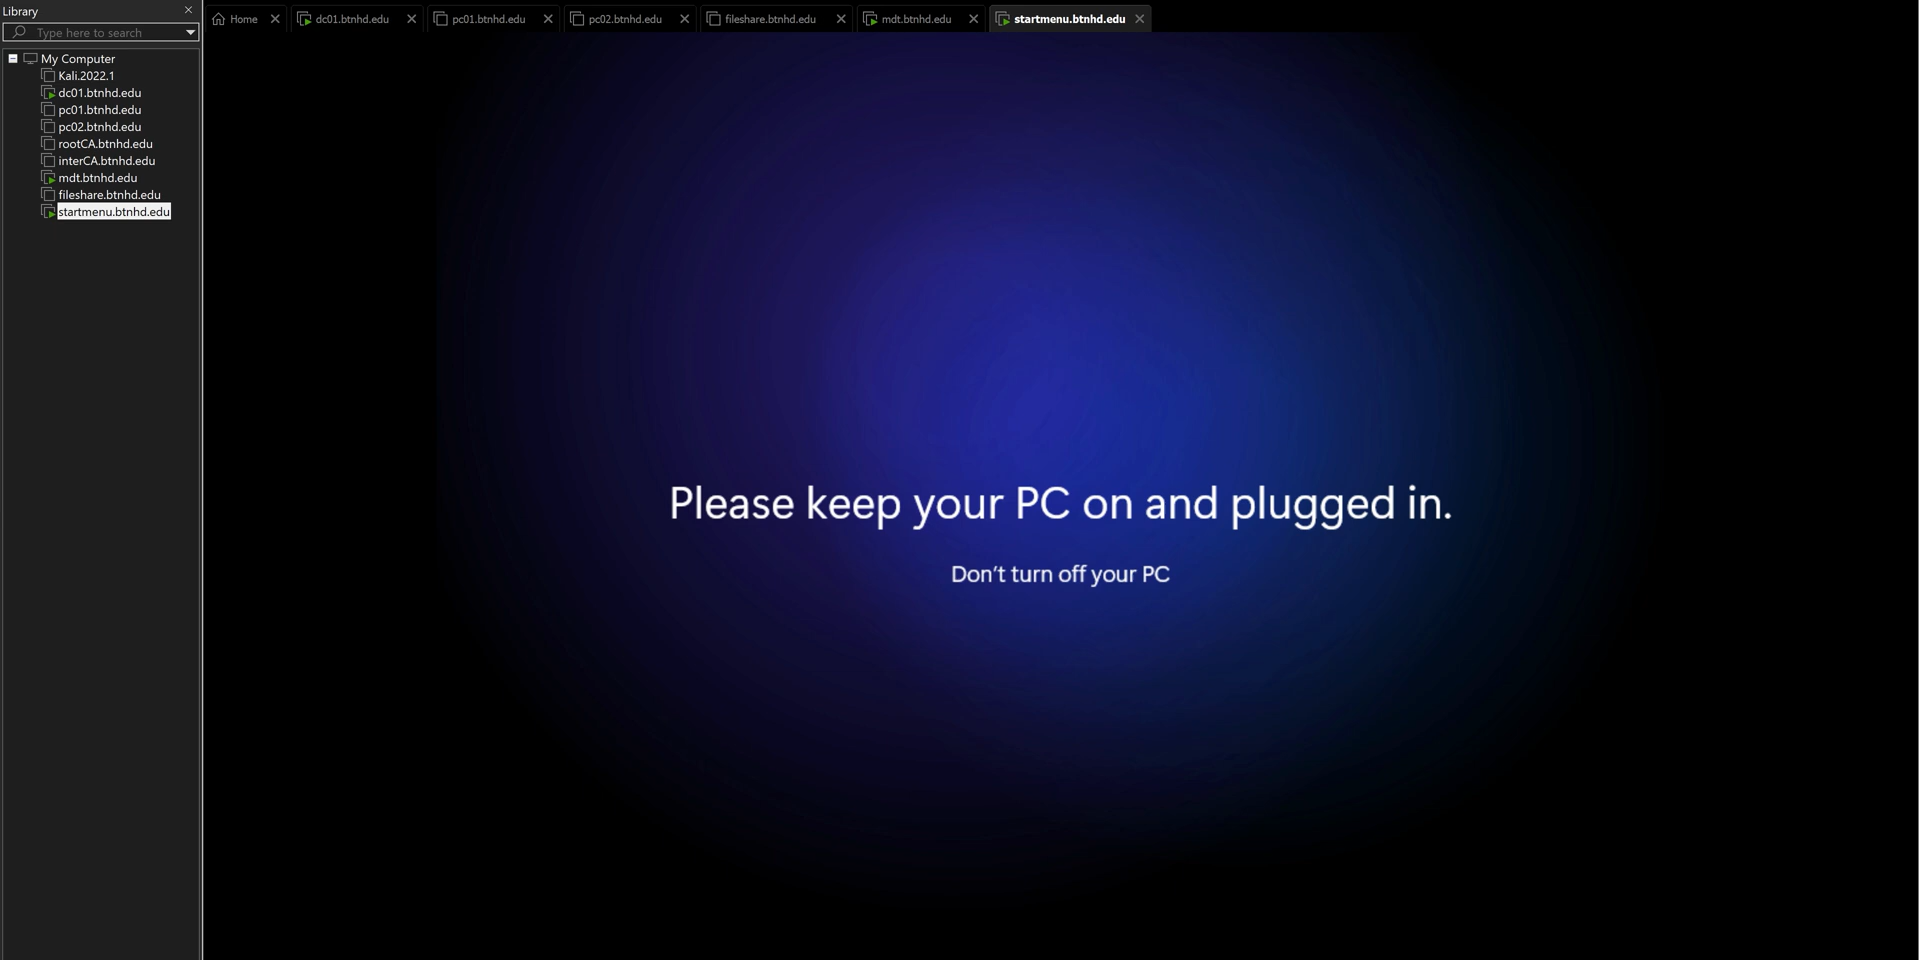 Library
Type here to search
My Computer
Kali.2022.1
dc01.btnhd.edu
pc01.btnhd.edu
pc02.btnhd.edu
rootCA.btnhd.edu
interCA.btnhd.edu
mdt.btnhd.edu
fileshare.btnhd.edu
startmenu.btnhd.edu
Home
dc01.btnhd.edu
pc01.btnhd.edu
pc02.btnhd.edu
fileshare.btnhd.edu
mdt.btnhd.edu
startmenu.btnhd.edu
Please keep your PC on and plugged in.
Don't turn off your PC